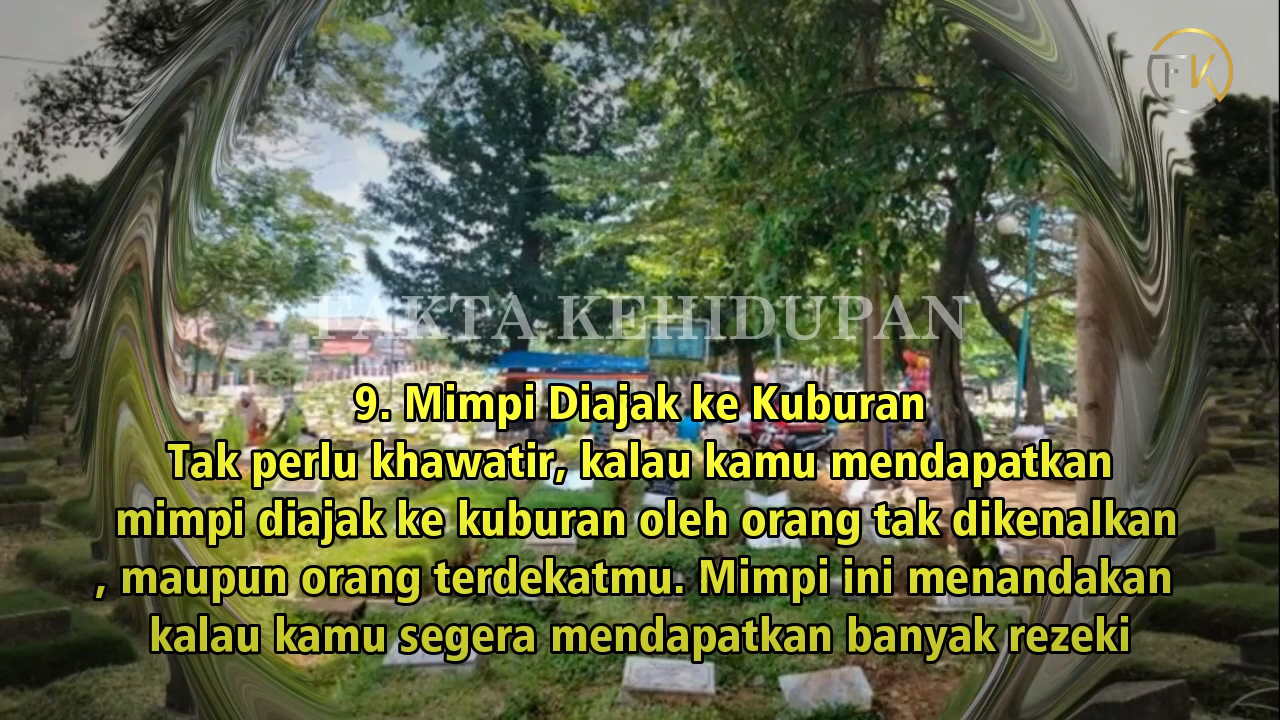 FK
FAKTA KEHIDUPAN
9. Mimpi Diajak ke Kuburan
Tak perlu khawatir, kalau kamu mendapatkan
mimpi diajak ke kuburan oleh orang tak dikenalkan
, maupun orang terdekatmu. Mimpi ini menandakan
kalau kamu segera mendapatkan banyak rezeki